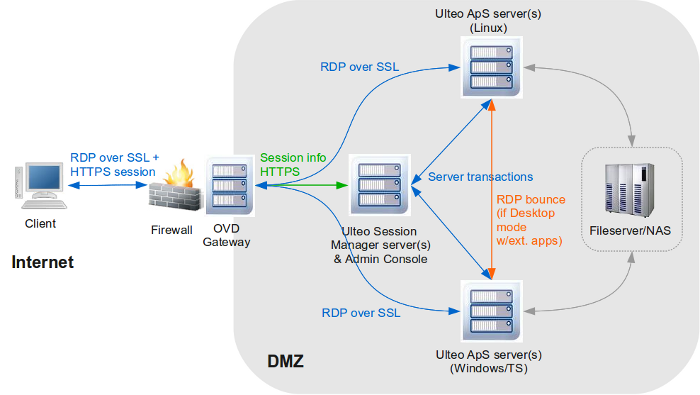 Ulteo ApS server(s)
(Linux)
RDP over SSL
RDP over SSL +
HTTPS session
Session info
HTTPS
Server transactions
RDP bounce
(if Desktop
mode
w/ext. apps)
Client
Firewall
OVD
Gateway
Ulteo Session
Manager server(s)
& Admin Console
Fileserver/NAS
Internet
RDP over SSL
Ulteo ApS server(s)
(Windows/TS)
DMZ